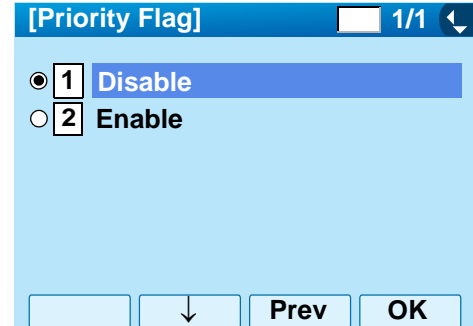 [Priority Flag] 1/1
1 Disable
2 Enable
↓ Prev OK